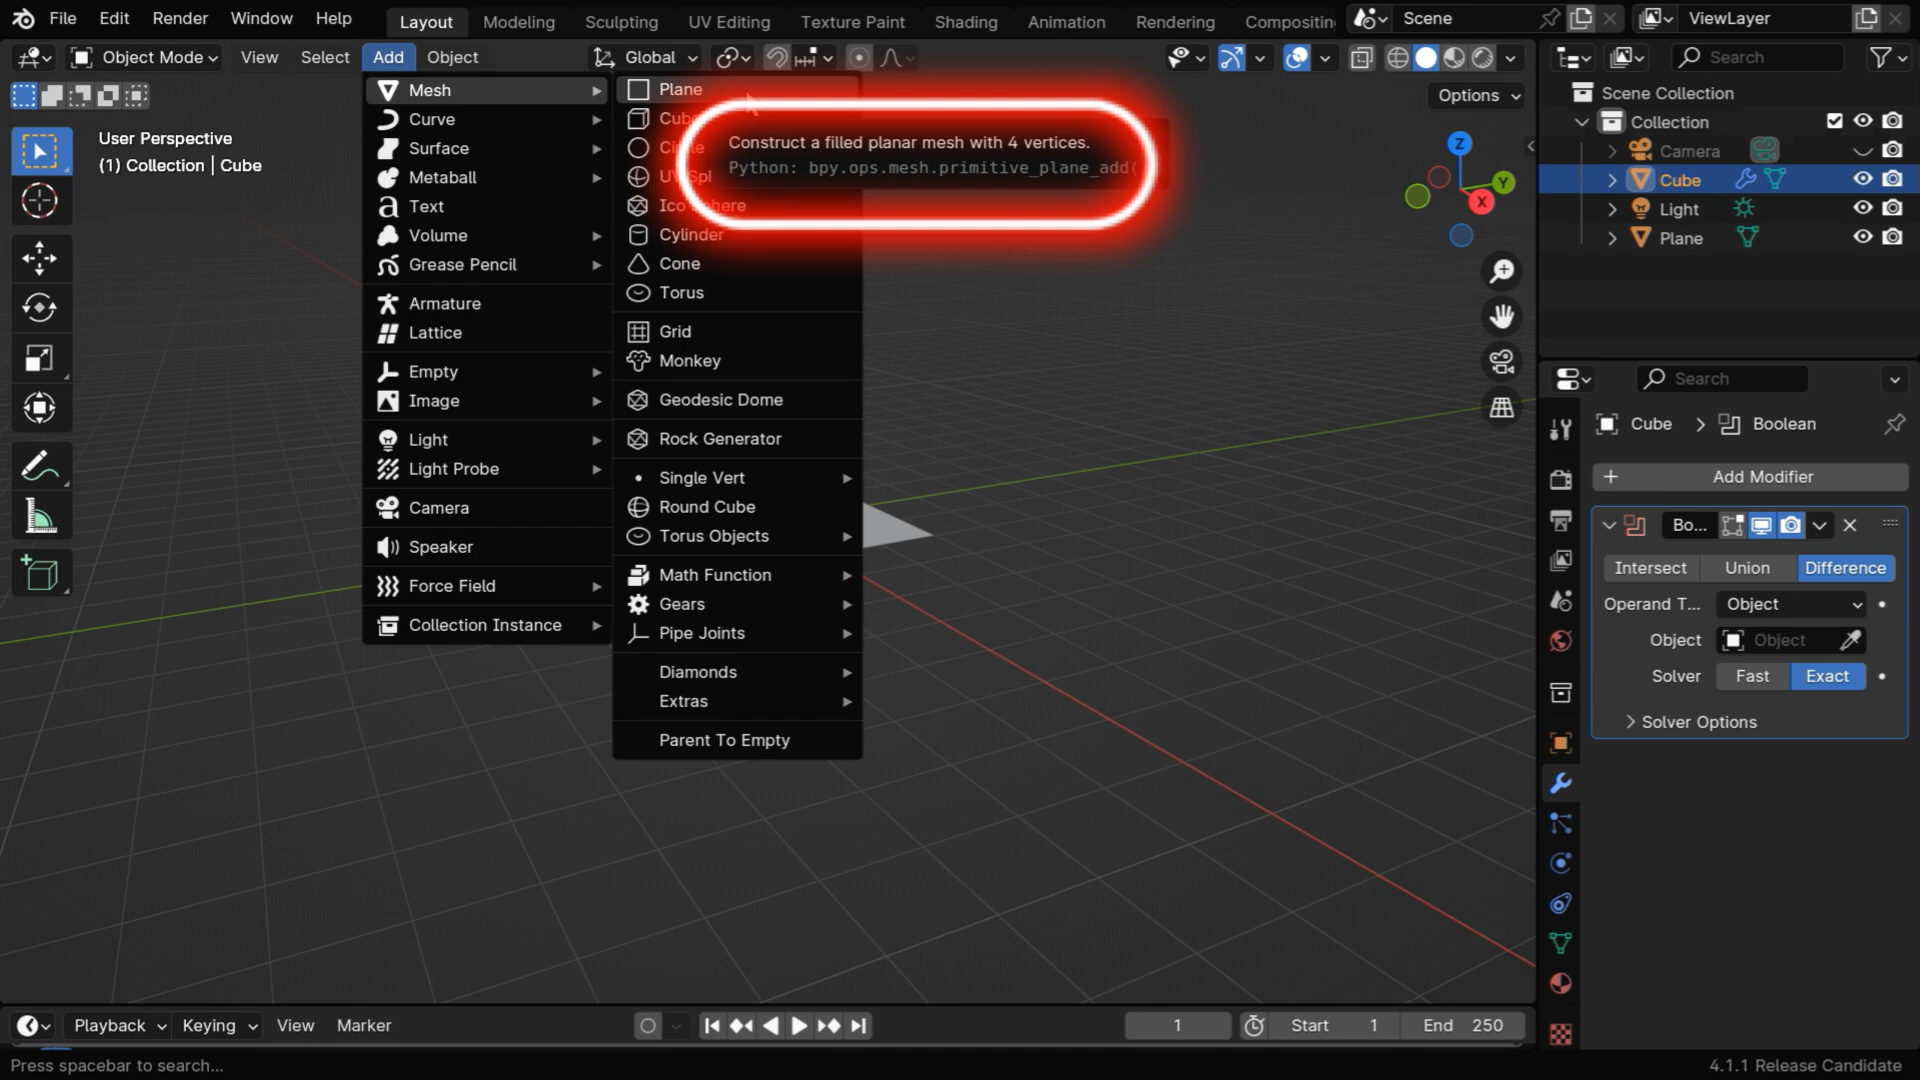 File Edit Render Window Help Layout Modeling Sculpting UV Editing Texture Paint Shading Animation Rendering Scene ViewLayer
Object Mode View Select Add Object Global Search
Options
User Perspective
(1) Collection | Cube
Mesh
Curve
Surface
Metaball
Text
Volume
Grease Pencil
Armature
Lattice
Empty
Image
Light
Light Probe
Camera
Speaker
Force Field
Collection Instance
Plane
Construct a filled planar mesh with 4 vertices.
Python: bpy.ops.mesh.primitive_plane_add(
Cylinder
Cone
Torus
Grid
Monkey
Geodesic Dome
Rock Generator
Single Vert
Round Cube
Torus Objects
Math Function
Gears
Pipe Joints
Diamonds
Extras
Parent To Empty
Z
Y
X
Scene Collection
Collection
Camera
Cube
Light
Plane
Search
Cube > Boolean
+ Add Modifier
Bo...
Intersect Union Difference
Operand T... Object
Object Object
Solver Fast Exact
Solver Options
Playback Keying View Marker 1 Start 1 End 250
Press spacebar to search... 4.1.1 Release Candidate